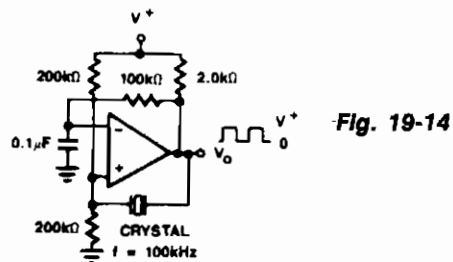 V+
200kΩ
100kΩ
2.0kΩ
0.1μF
−
+
V+
0
Vo
200kΩ
CRYSTAL
f = 100kHz
Fig. 19-14